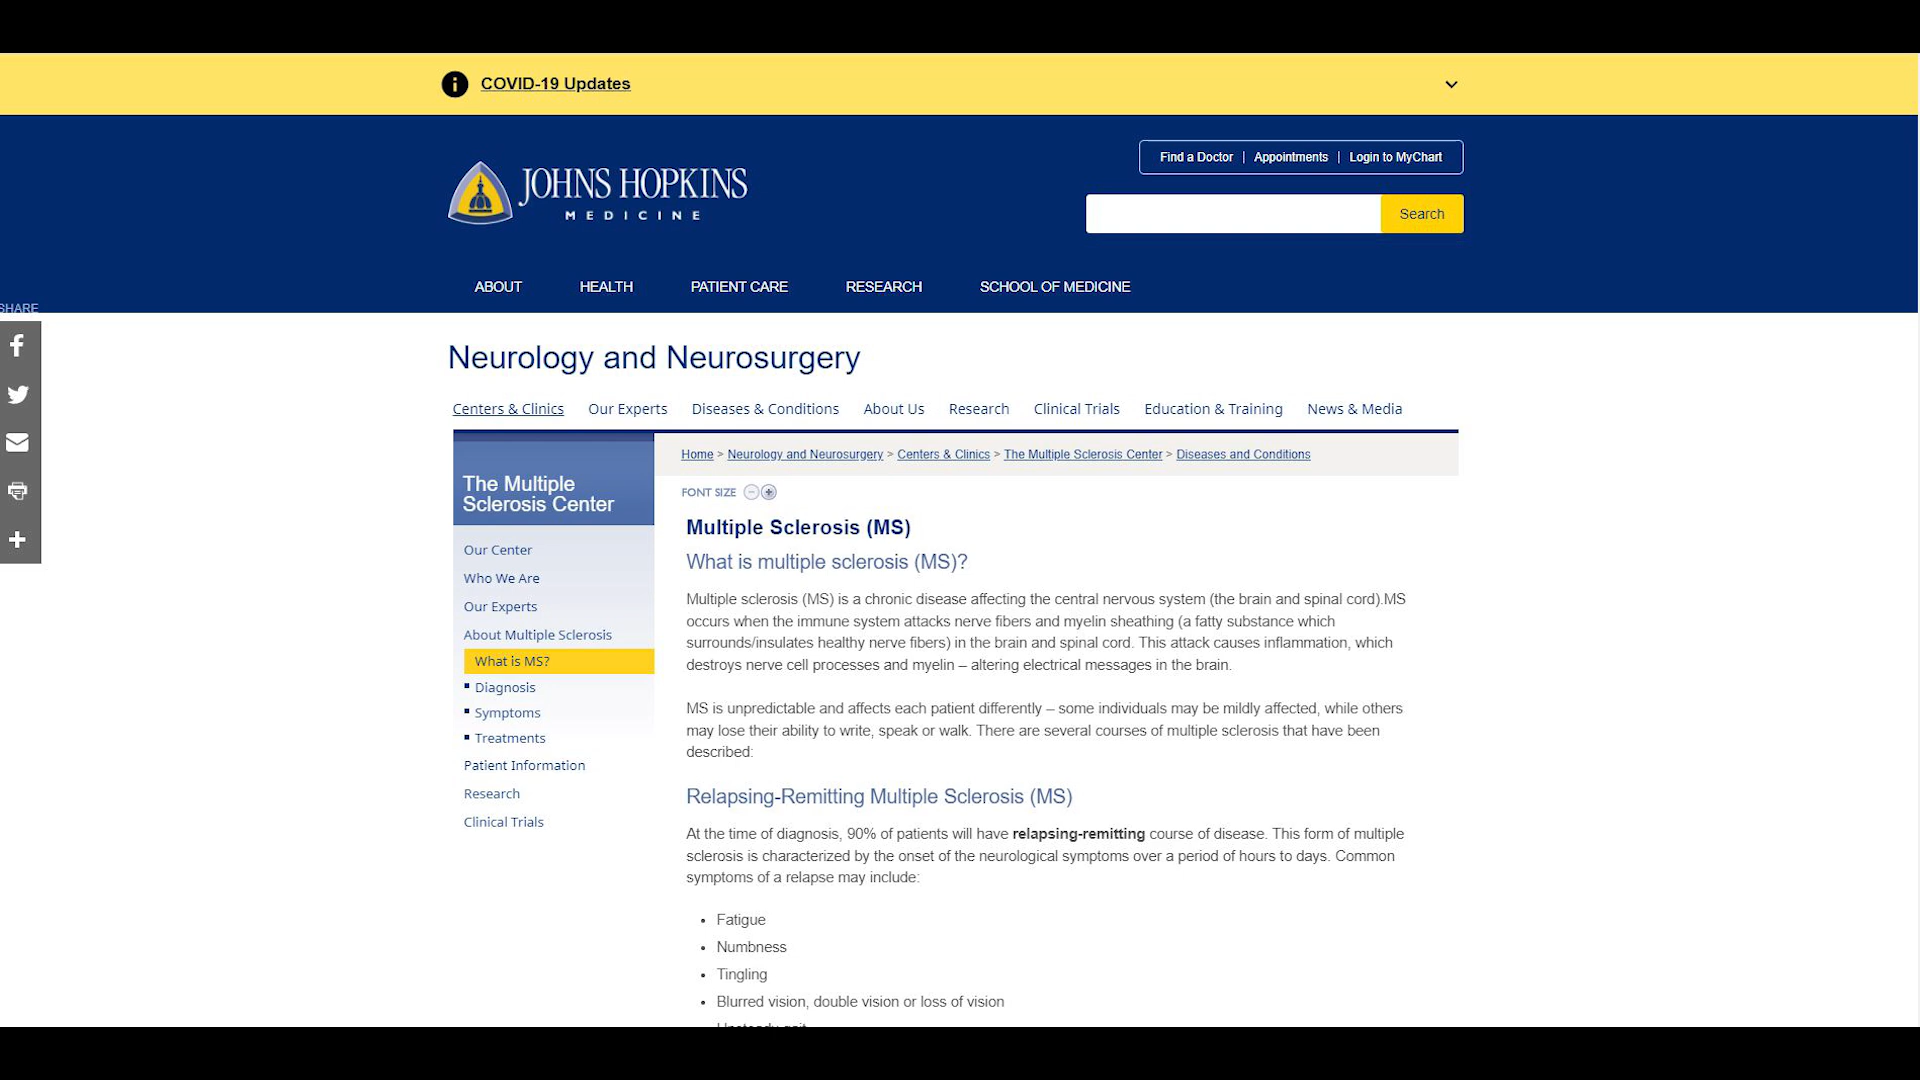 COVID-19 Updates
JOHNS HOPKINS
MEDICINE
Find a Doctor | Appointments | Login to MyChart
Search
ABOUT HEALTH PATIENT CARE RESEARCH SCHOOL OF MEDICINE
SHARE
Neurology and Neurosurgery
Centers & Clinics Our Experts Diseases & Conditions About Us Research Clinical Trials Education & Training News & Media
The Multiple
Sclerosis Center
Our Center
Who We Are
Our Experts
About Multiple Sclerosis
What is MS?
Diagnosis
Symptoms
Treatments
Patient Information
Research
Clinical Trials
Home > Neurology and Neurosurgery > Centers & Clinics > The Multiple Sclerosis Center > Diseases and Conditions
FONT SIZE
Multiple Sclerosis (MS)
What is multiple sclerosis (MS)?
Multiple sclerosis (MS) is a chronic disease affecting the central nervous system (the brain and spinal cord).MS
occurs when the immune system attacks nerve fibers and myelin sheathing (a fatty substance which
surrounds/insulates healthy nerve fibers) in the brain and spinal cord. This attack causes inflammation, which
destroys nerve cell processes and myelin – altering electrical messages in the brain.
MS is unpredictable and affects each patient differently – some individuals may be mildly affected, while others
may lose their ability to write, speak or walk. There are several courses of multiple sclerosis that have been
described:
Relapsing-Remitting Multiple Sclerosis (MS)
At the time of diagnosis, 90% of patients will have relapsing-remitting course of disease. This form of multiple
sclerosis is characterized by the onset of the neurological symptoms over a period of hours to days. Common
symptoms of a relapse may include:
• Fatigue
• Numbness
• Tingling
• Blurred vision, double vision or loss of vision